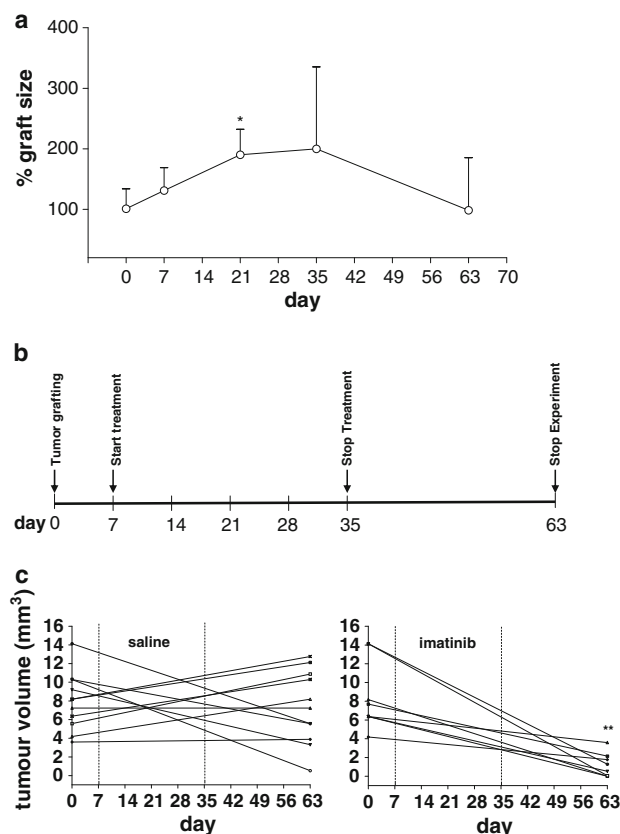 a
400
300
200
100
% graft size
*
0 7 14 21 28 35 42 49 56 63 70
day
b
Tumor grafting
Start treatment
Stop Treatment
Stop Experiment
day 0 7 14 21 28 35 63
c
tumour volume (mm³)
16
14
12
10
8
6
4
2
0
saline
0 7 14 21 28 35 42 49 56 63
day
16
14
12
10
8
6
4
2
0
imatinib
**
0 7 14 21 28 35 42 49 56 63
day